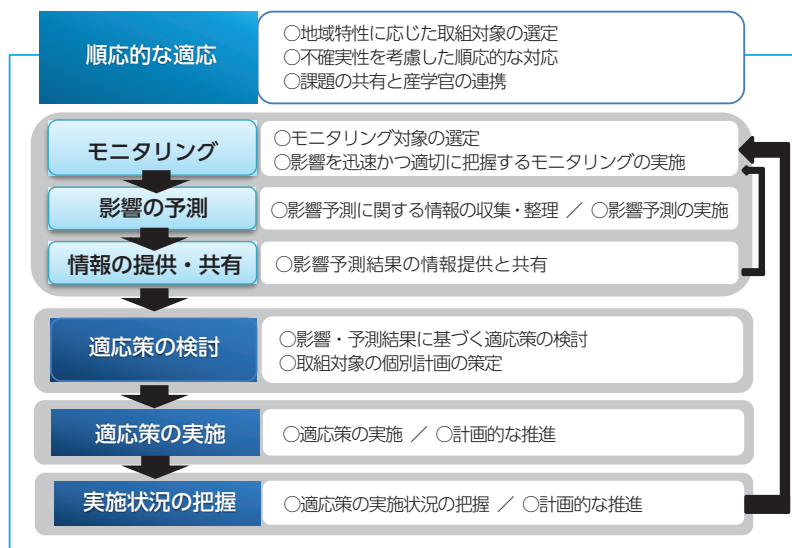 順応的な適応
○地域特性に応じた取組対象の選定
○不確実性を考慮した順応的な対応
○課題の共有と産学官の連携
モニタリング
○モニタリング対象の選定
○影響を迅速かつ適切に把握するモニタリングの実施
影響の予測
○影響予測に関する情報の収集・整理 ／ ○影響予測の実施
情報の提供・共有
○影響予測結果の情報提供と共有
適応策の検討
○影響・予測結果に基づく適応策の検討
○取組対象の個別計画の策定
適応策の実施
○適応策の実施 ／ ○計画的な推進
実施状況の把握
○適応策の実施状況の把握 ／ ○計画的な推進